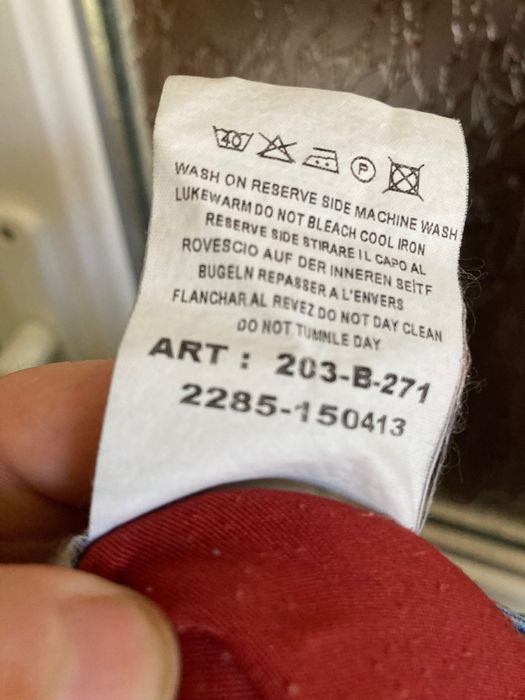 40 P
WASH ON RESERVE SIDE MACHINE WASH
LUKEWARM DO NOT BLEACH COOL IRON
RESERVE SIDE STIRARE IL CAPO AL
ROVESCIO AUF DER INNEREN SEITF
BUGELN REPASSER A L'ENVERS
FLANCHAR AL REVEZ DO NOT DAY CLEAN
DO NOT TUMNLE DAY
ART : 203-B-271
2285-150413